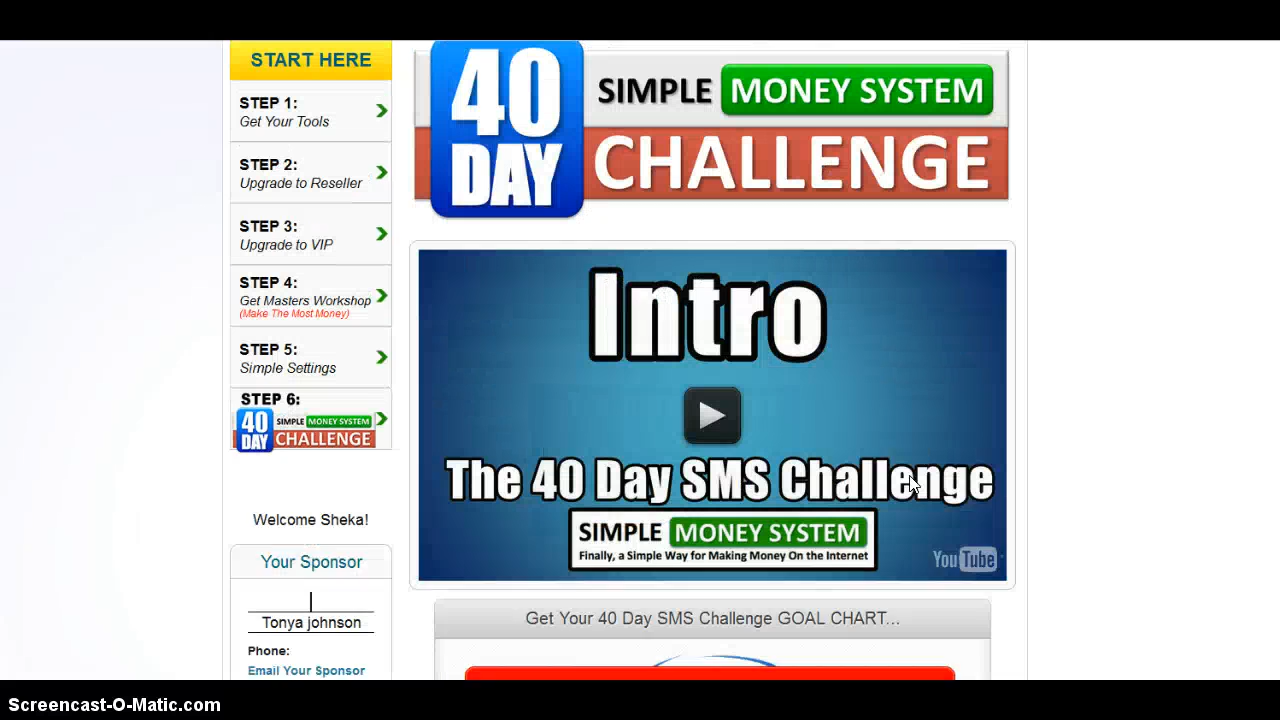 START HERE
STEP 1:
Get Your Tools
STEP 2:
Upgrade to Reseller
STEP 3:
Upgrade to VIP
STEP 4:
Get Masters Workshop
(Make The Most Money)
STEP 5:
Simple Settings
STEP 6:
40 DAY
SIMPLE MONEY SYSTEM
CHALLENGE
Welcome Sheka!
Your Sponsor
Tonya johnson
Phone:
Email Your Sponsor
40
DAY
SIMPLE MONEY SYSTEM
CHALLENGE
Intro
The 40 Day SMS Challenge
SIMPLE MONEY SYSTEM
Finally, a Simple Way for Making Money On the Internet
YouTube
Get Your 40 Day SMS Challenge GOAL CHART...
Screencast-O-Matic.com